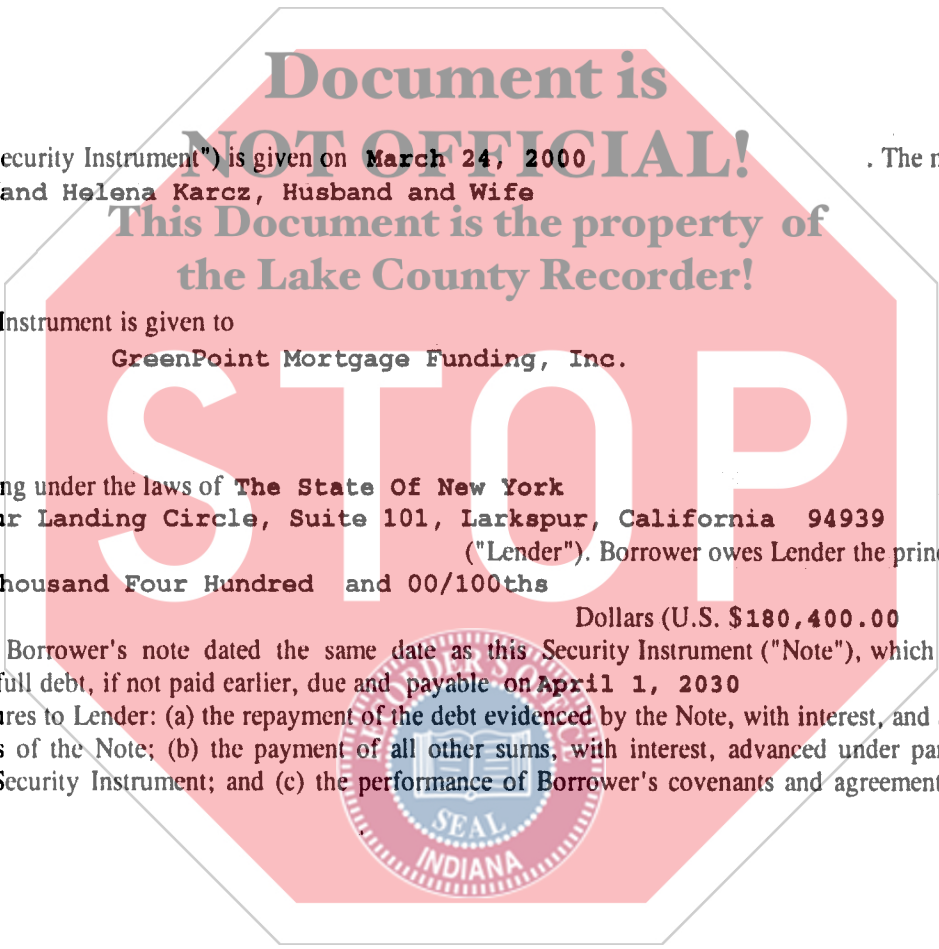 Document is
NOT OFFICIAL!
ecurity Instrument") is given on March 24, 2000 . The
and Helena Karcz, Husband and Wife
This Document is the property of
the Lake County Recorder!
Instrument is given to
GreenPoint Mortgage Funding, Inc.
STOP
ng under the laws of The State Of New York
r Landing Circle, Suite 101, Larkspur, California 94939
("Lender"). Borrower owes Lender the princ
housand Four Hundred and 00/100ths
Dollars (U.S. $180,400.00
Borrower's note dated the same date as this Security Instrument ("Note"), which
full debt, if not paid earlier, due and payable on April 1, 2030
res to Lender: (a) the repayment of the debt evidenced by the Note, with interest, and
s of the Note; (b) the payment of all other sums, with interest, advanced under par
Security Instrument; and (c) the performance of Borrower's covenants and agreement
RECORDER'S OFFICE
SEAL
INDIANA